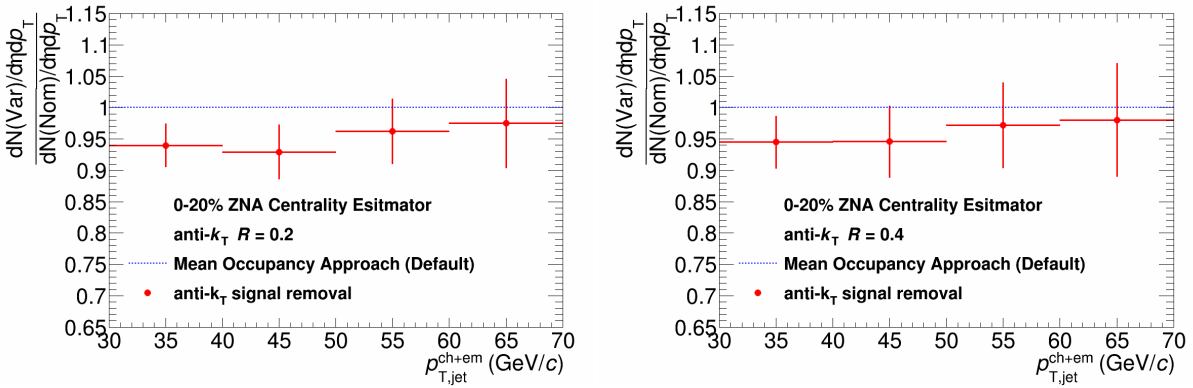 dN(Var)/dηdp_T
dN(Nom)/dηdp_T
1.15
1.1
1.05
1
0.95
0.9
0.85
0.8
0.75
0.7
0.65
0-20% ZNA Centrality Esitmator
anti-k_T R = 0.2
Mean Occupancy Approach (Default)
anti-k_T signal removal
30 35 40 45 50 55 60 65 70
p_T,jet^ch+em (GeV/c)
dN(Var)/dηdp_T
dN(Nom)/dηdp_T
1.15
1.1
1.05
1
0.95
0.9
0.85
0.8
0.75
0.7
0.65
0-20% ZNA Centrality Esitmator
anti-k_T R = 0.4
Mean Occupancy Approach (Default)
anti-k_T signal removal
30 35 40 45 50 55 60 65 70
p_T,jet^ch+em (GeV/c)